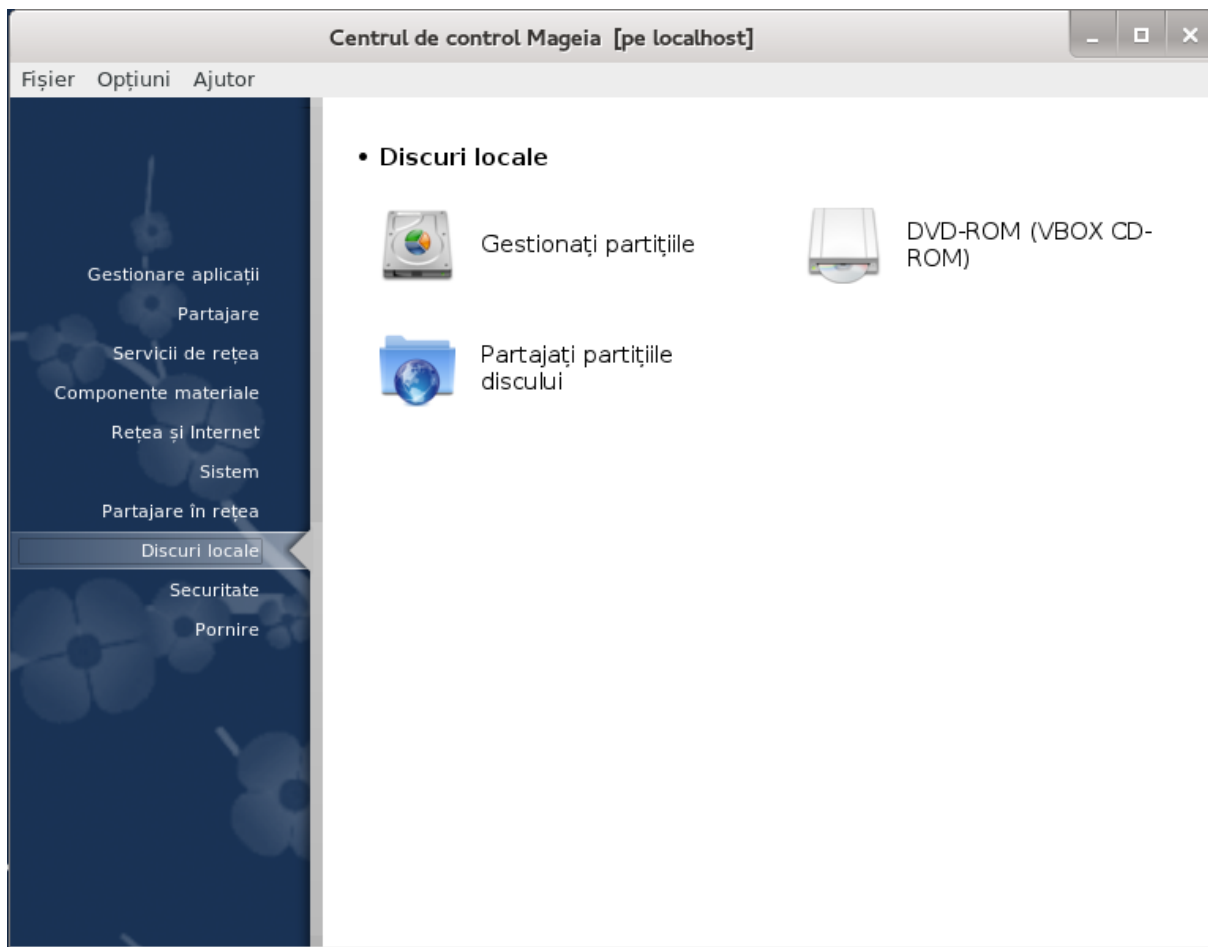 Centrul de control Mageia [pe localhost]
Fișier Opțiuni Ajutor
Gestionare aplicații
Partajare
Servicii de rețea
Componente materiale
Rețea și Internet
Sistem
Partajare în rețea
Discuri locale
Securitate
Pornire
• Discuri locale
Gestionați partițiile
DVD-ROM (VBOX CD-
ROM)
Partajați partițiile
discului